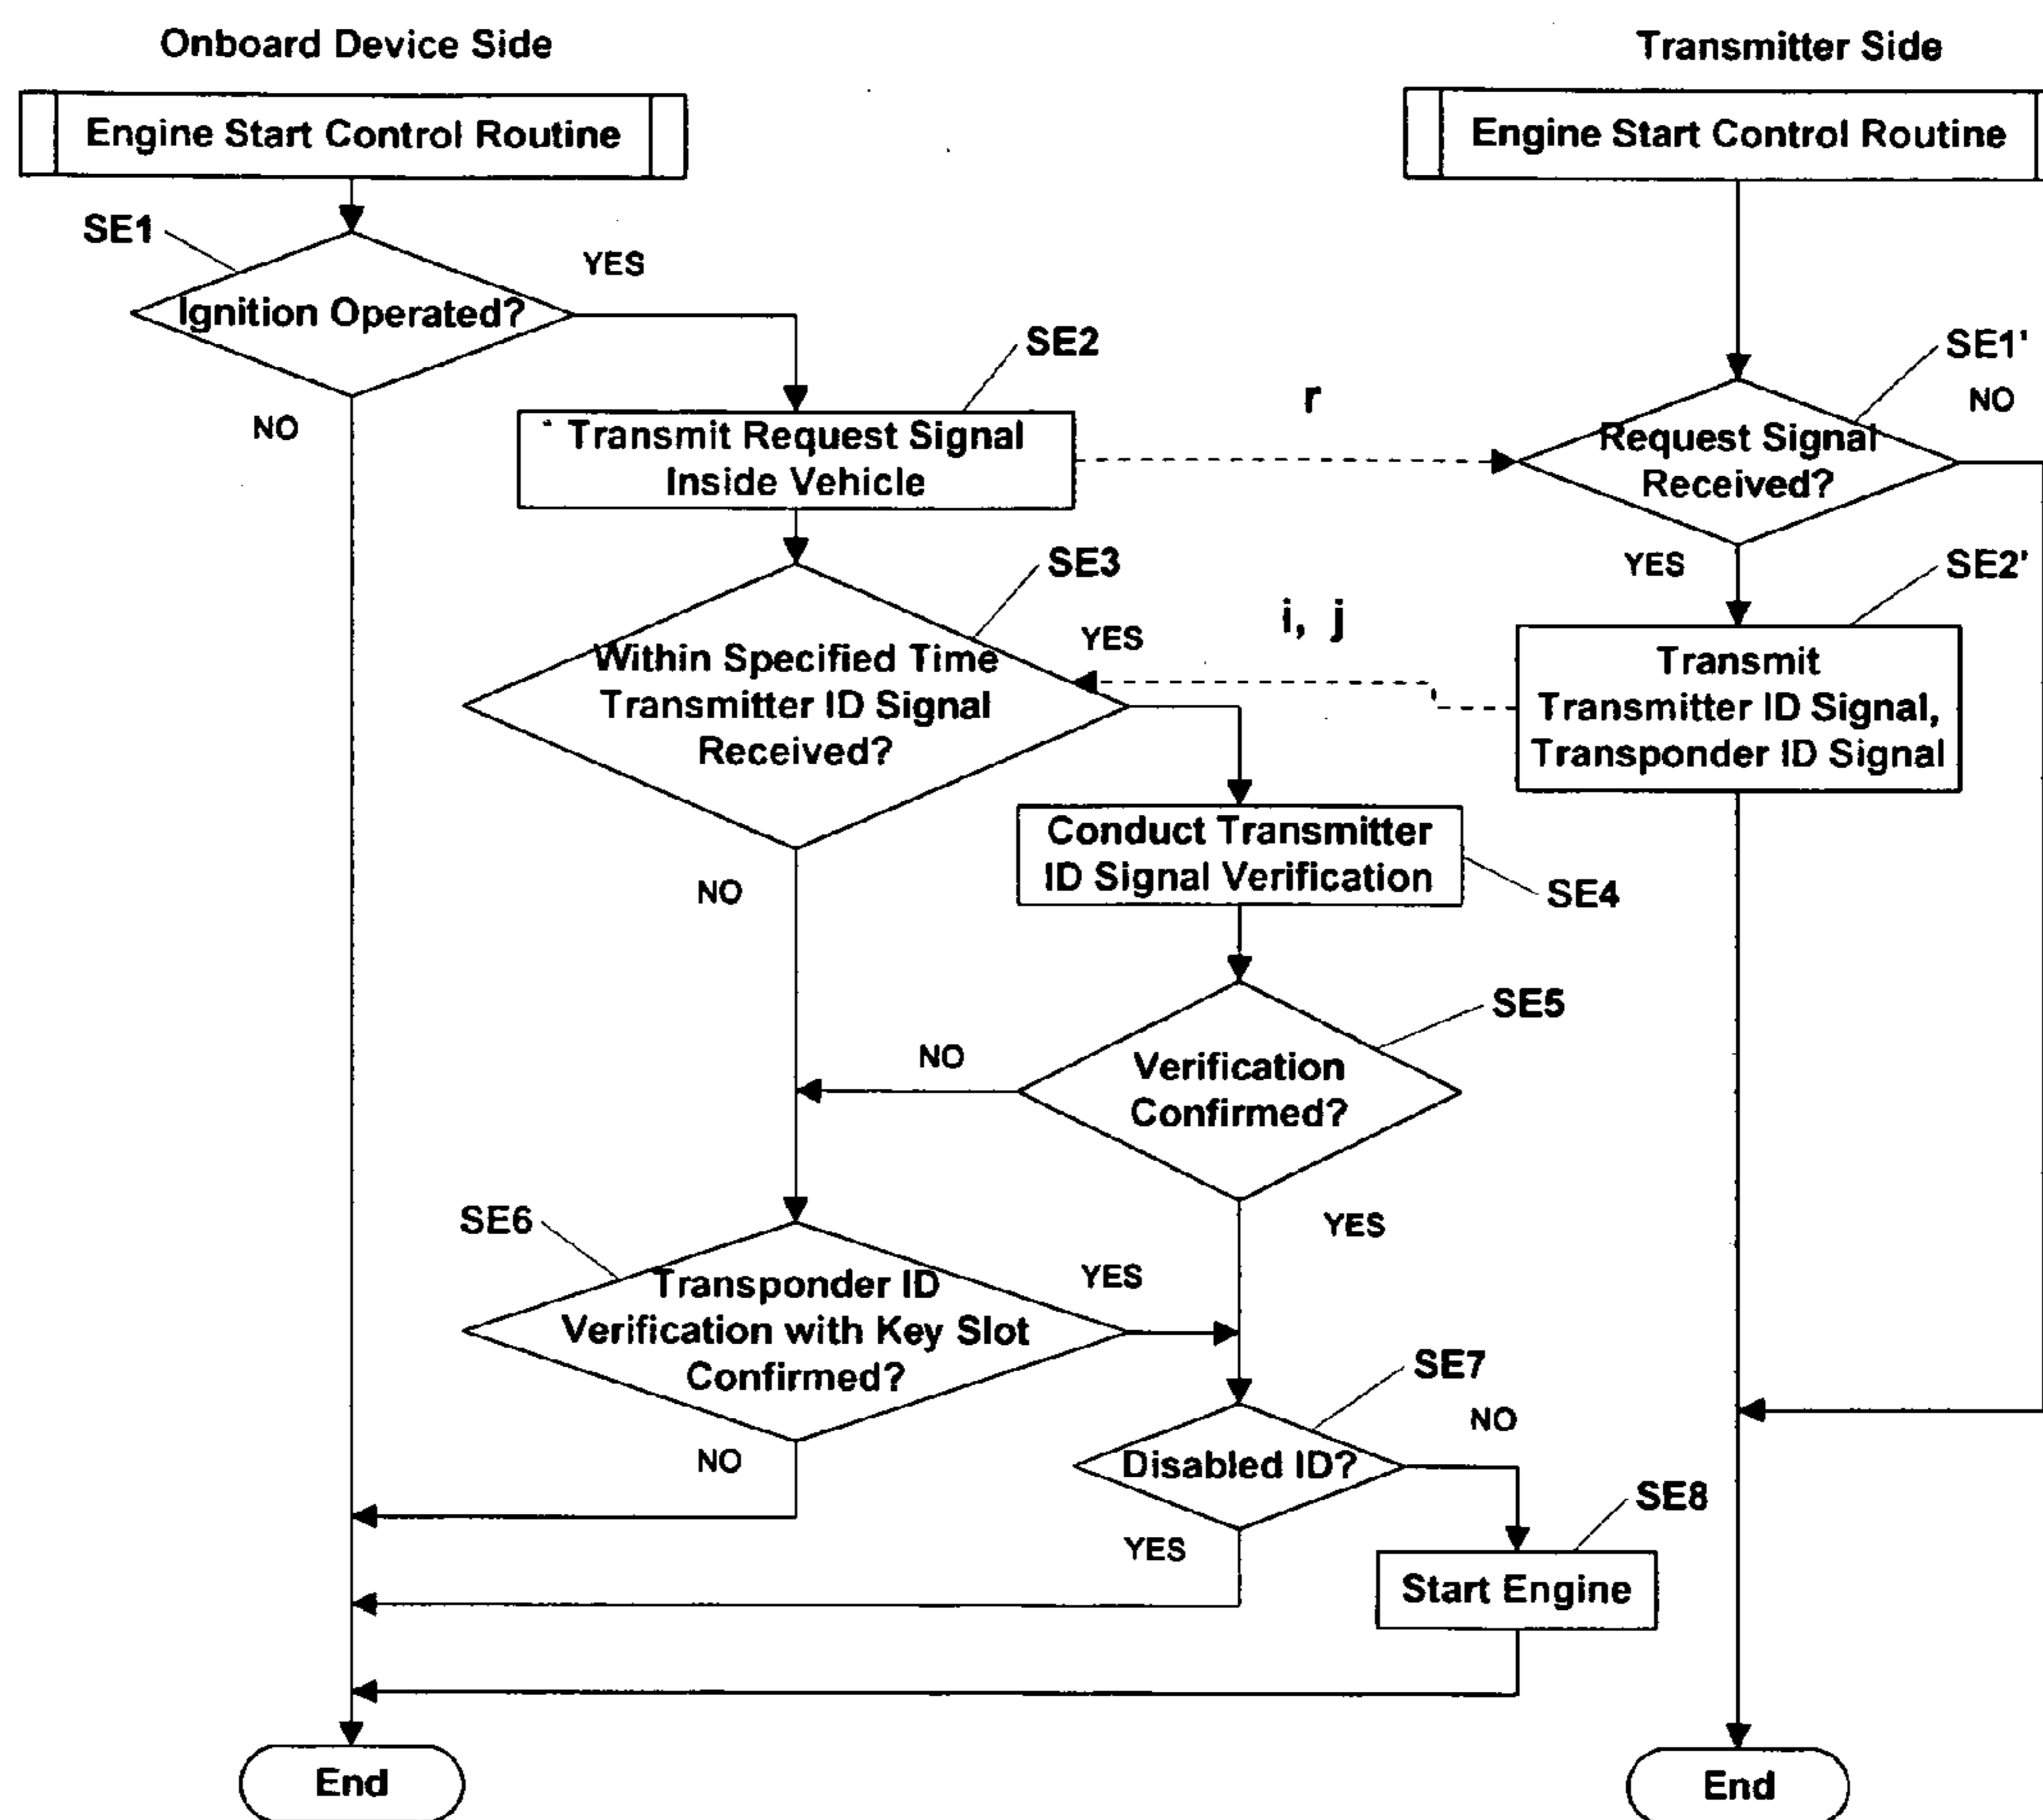 Onboard Device Side
Transmitter Side
Engine Start Control Routine
Engine Start Control Routine
SE1
YES
Ignition Operated?
NO
SE2
Transmit Request Signal
Inside Vehicle
r
SE1'
NO
Request Signal
Received?
YES
SE2'
SE3
YES
i, j
Within Specified Time
Transmitter ID Signal
Received?
Transmit
Transmitter ID Signal,
Transponder ID Signal
NO
Conduct Transmitter
ID Signal Verification
SE4
SE5
NO
Verification
Confirmed?
YES
SE6
Transponder ID
Verification with Key Slot
Confirmed?
YES
NO
SE7
NO
Disabled ID?
YES
SE8
Start Engine
End
End